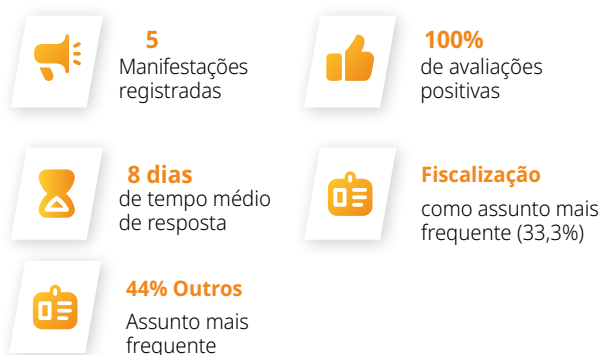 5
Manifestações
registradas
100%
de avaliações
positivas
8 dias
de tempo médio
de resposta
Fiscalização
como assunto mais
frequente (33,3%)
44% Outros
Assunto mais
frequente